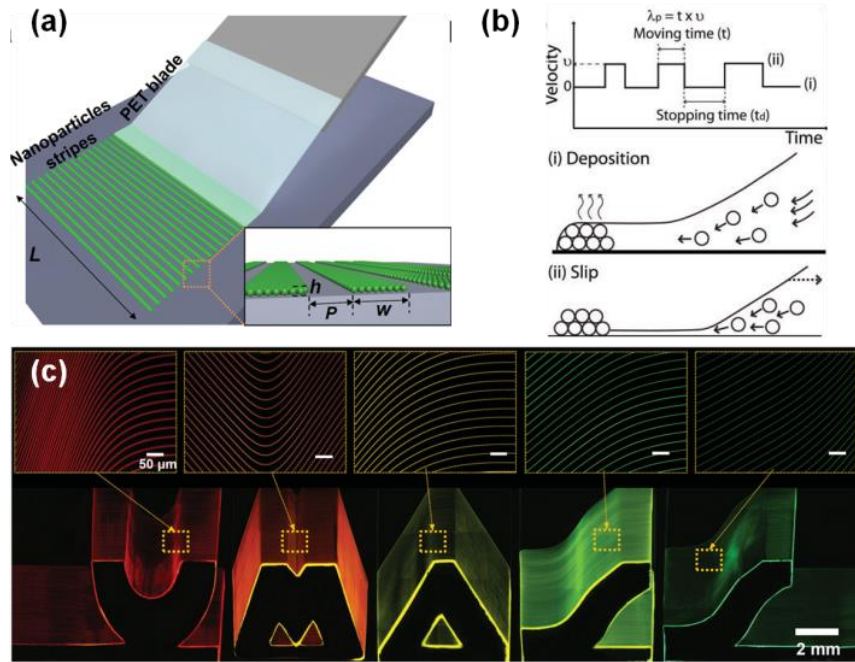 (a)
PET blade
Nanoparticles
stripes
L
h
P
w
(b)
λp = t x υ
Moving time (t)
Velocity
υ
0
(ii)
(i)
Stopping time (td)
Time
(i) Deposition
(ii) Slip
(c)
50 µm
2 mm